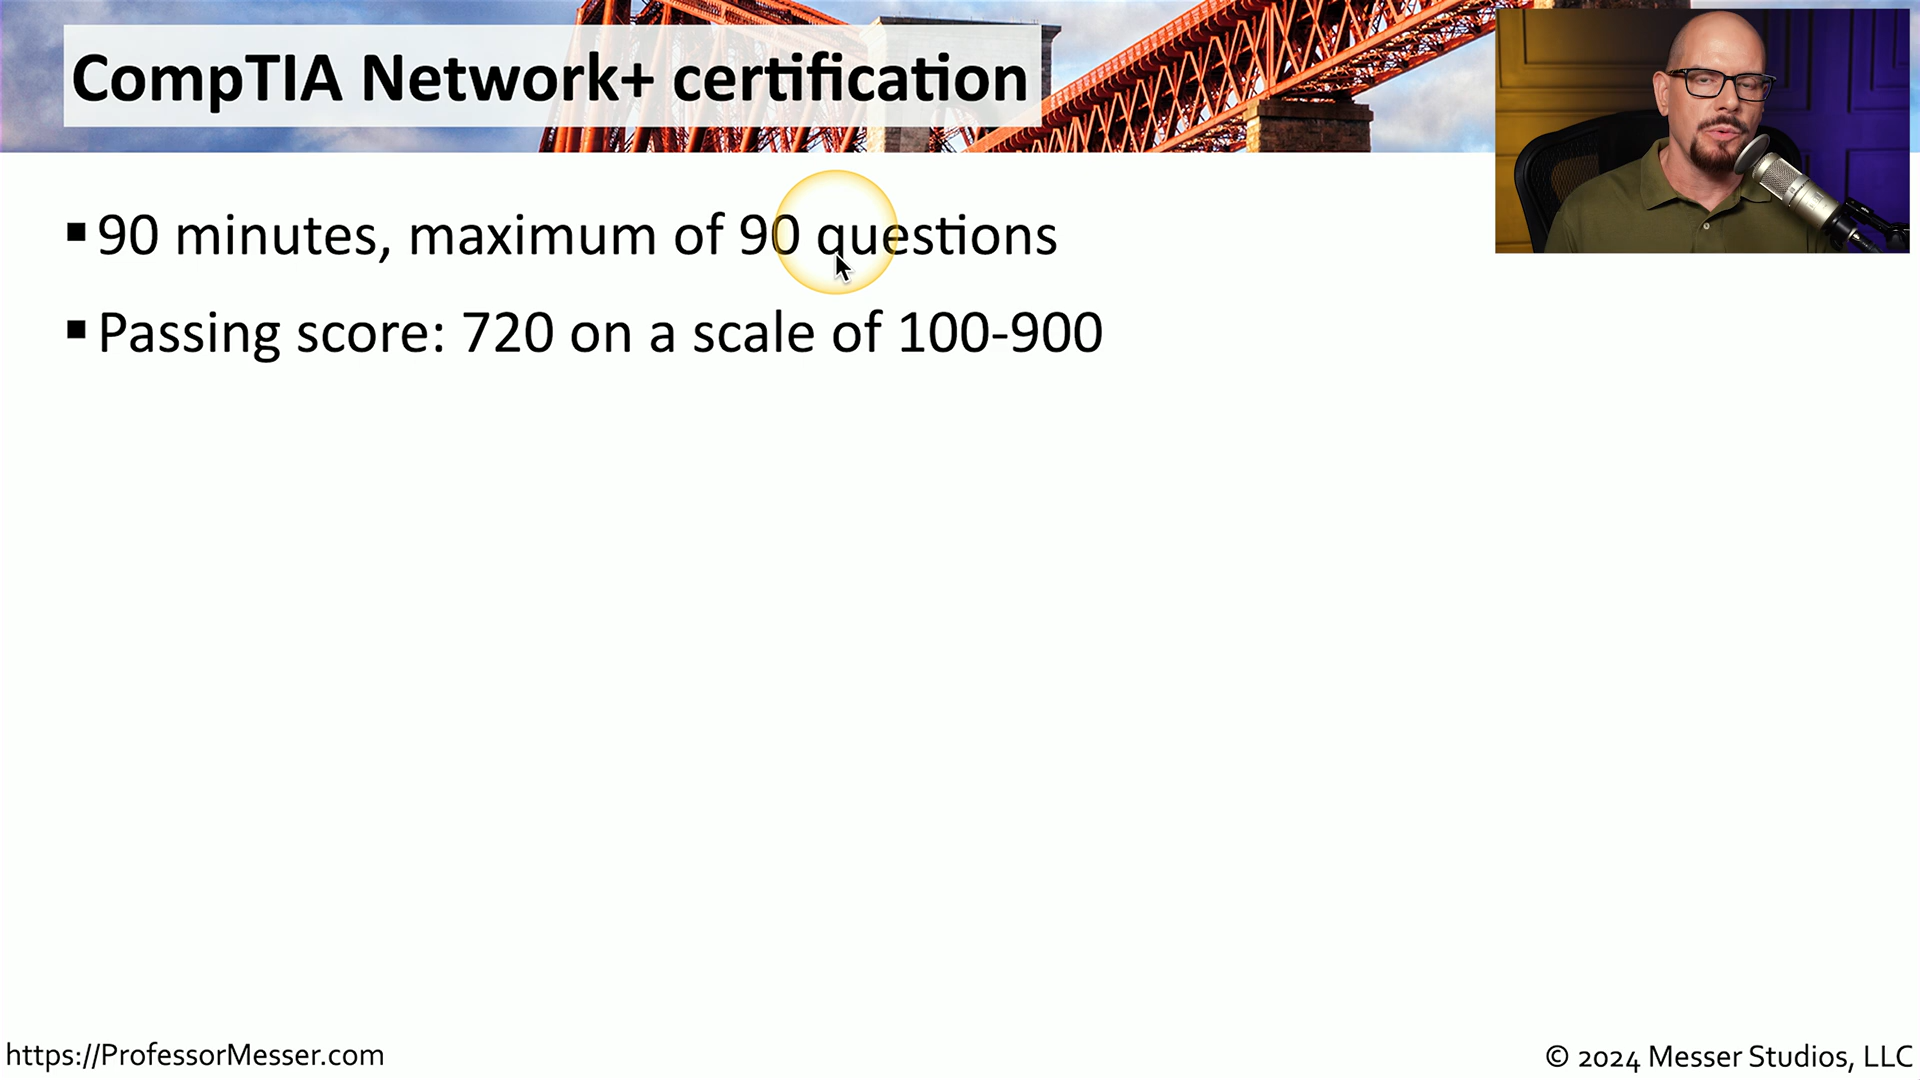 CompTIA Network+ certification
▪ 90 minutes, maximum of 90 questions
▪ Passing score: 720 on a scale of 100-900
https://ProfessorMesser.com
© 2024 Messer Studios, LLC